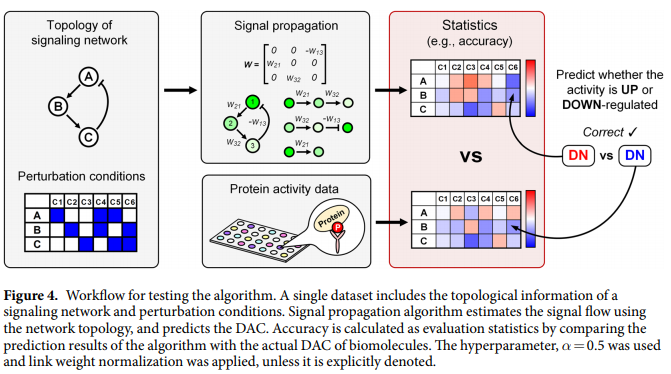 Topology of
signaling network
A
B
C
Perturbation conditions
C1 C2 C3 C4 C5 C6
A
B
C
Signal propagation
W =
0 0 -W13
W21 0 0
0 W32 0
W21
1
2
-W13
W32
3
W21 W32
W32 -W13
W21
Protein activity data
Protein
P
Statistics
(e.g., accuracy)
C1 C2 C3 C4 C5 C6
A
B
C
VS
C1 C2 C3 C4 C5 C6
A
B
C
Predict whether the
activity is UP or
DOWN-regulated
Correct ✓
DN vs DN
Figure 4. Workflow for testing the algorithm. A single dataset includes the topological information of a
signaling network and perturbation conditions. Signal propagation algorithm estimates the signal flow using
the network topology, and predicts the DAC. Accuracy is calculated as evaluation statistics by comparing the
prediction results of the algorithm with the actual DAC of biomolecules. The hyperparameter, α = 0.5 was used
and link weight normalization was applied, unless it is explicitly denoted.